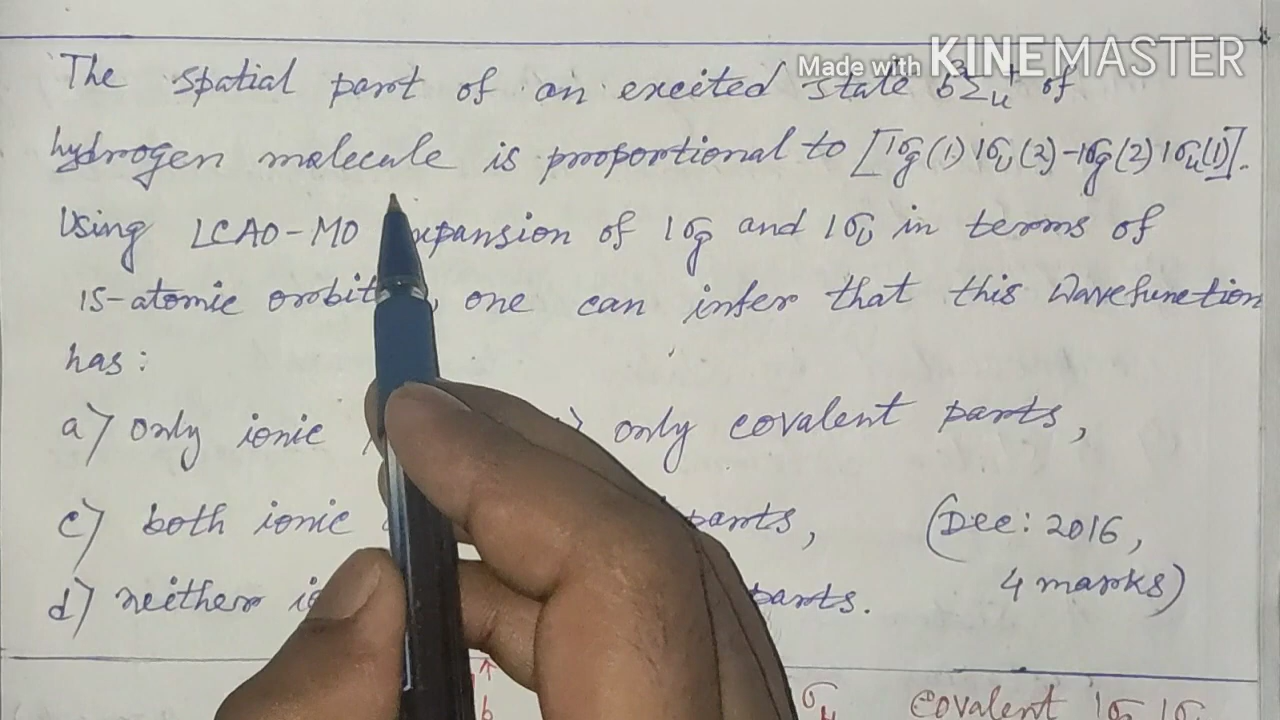 Made with KINEMASTER
The spatial part of an excited state b³Σu⁺ of
hydrogen molecule is proportional to [1σg(1) 1σu(2) - 1σg(2) 1σu(1)].
Using LCAO-MO expansion of 1σg and 1σu in terms of
1s-atomic orbit , one can infer that this wavefunction
has :
a) only ionic only covalent parts,
c) both ionic parts, (Dec: 2016,
d) neither parts. 4 marks)
b σu covalent 1σg 1σ